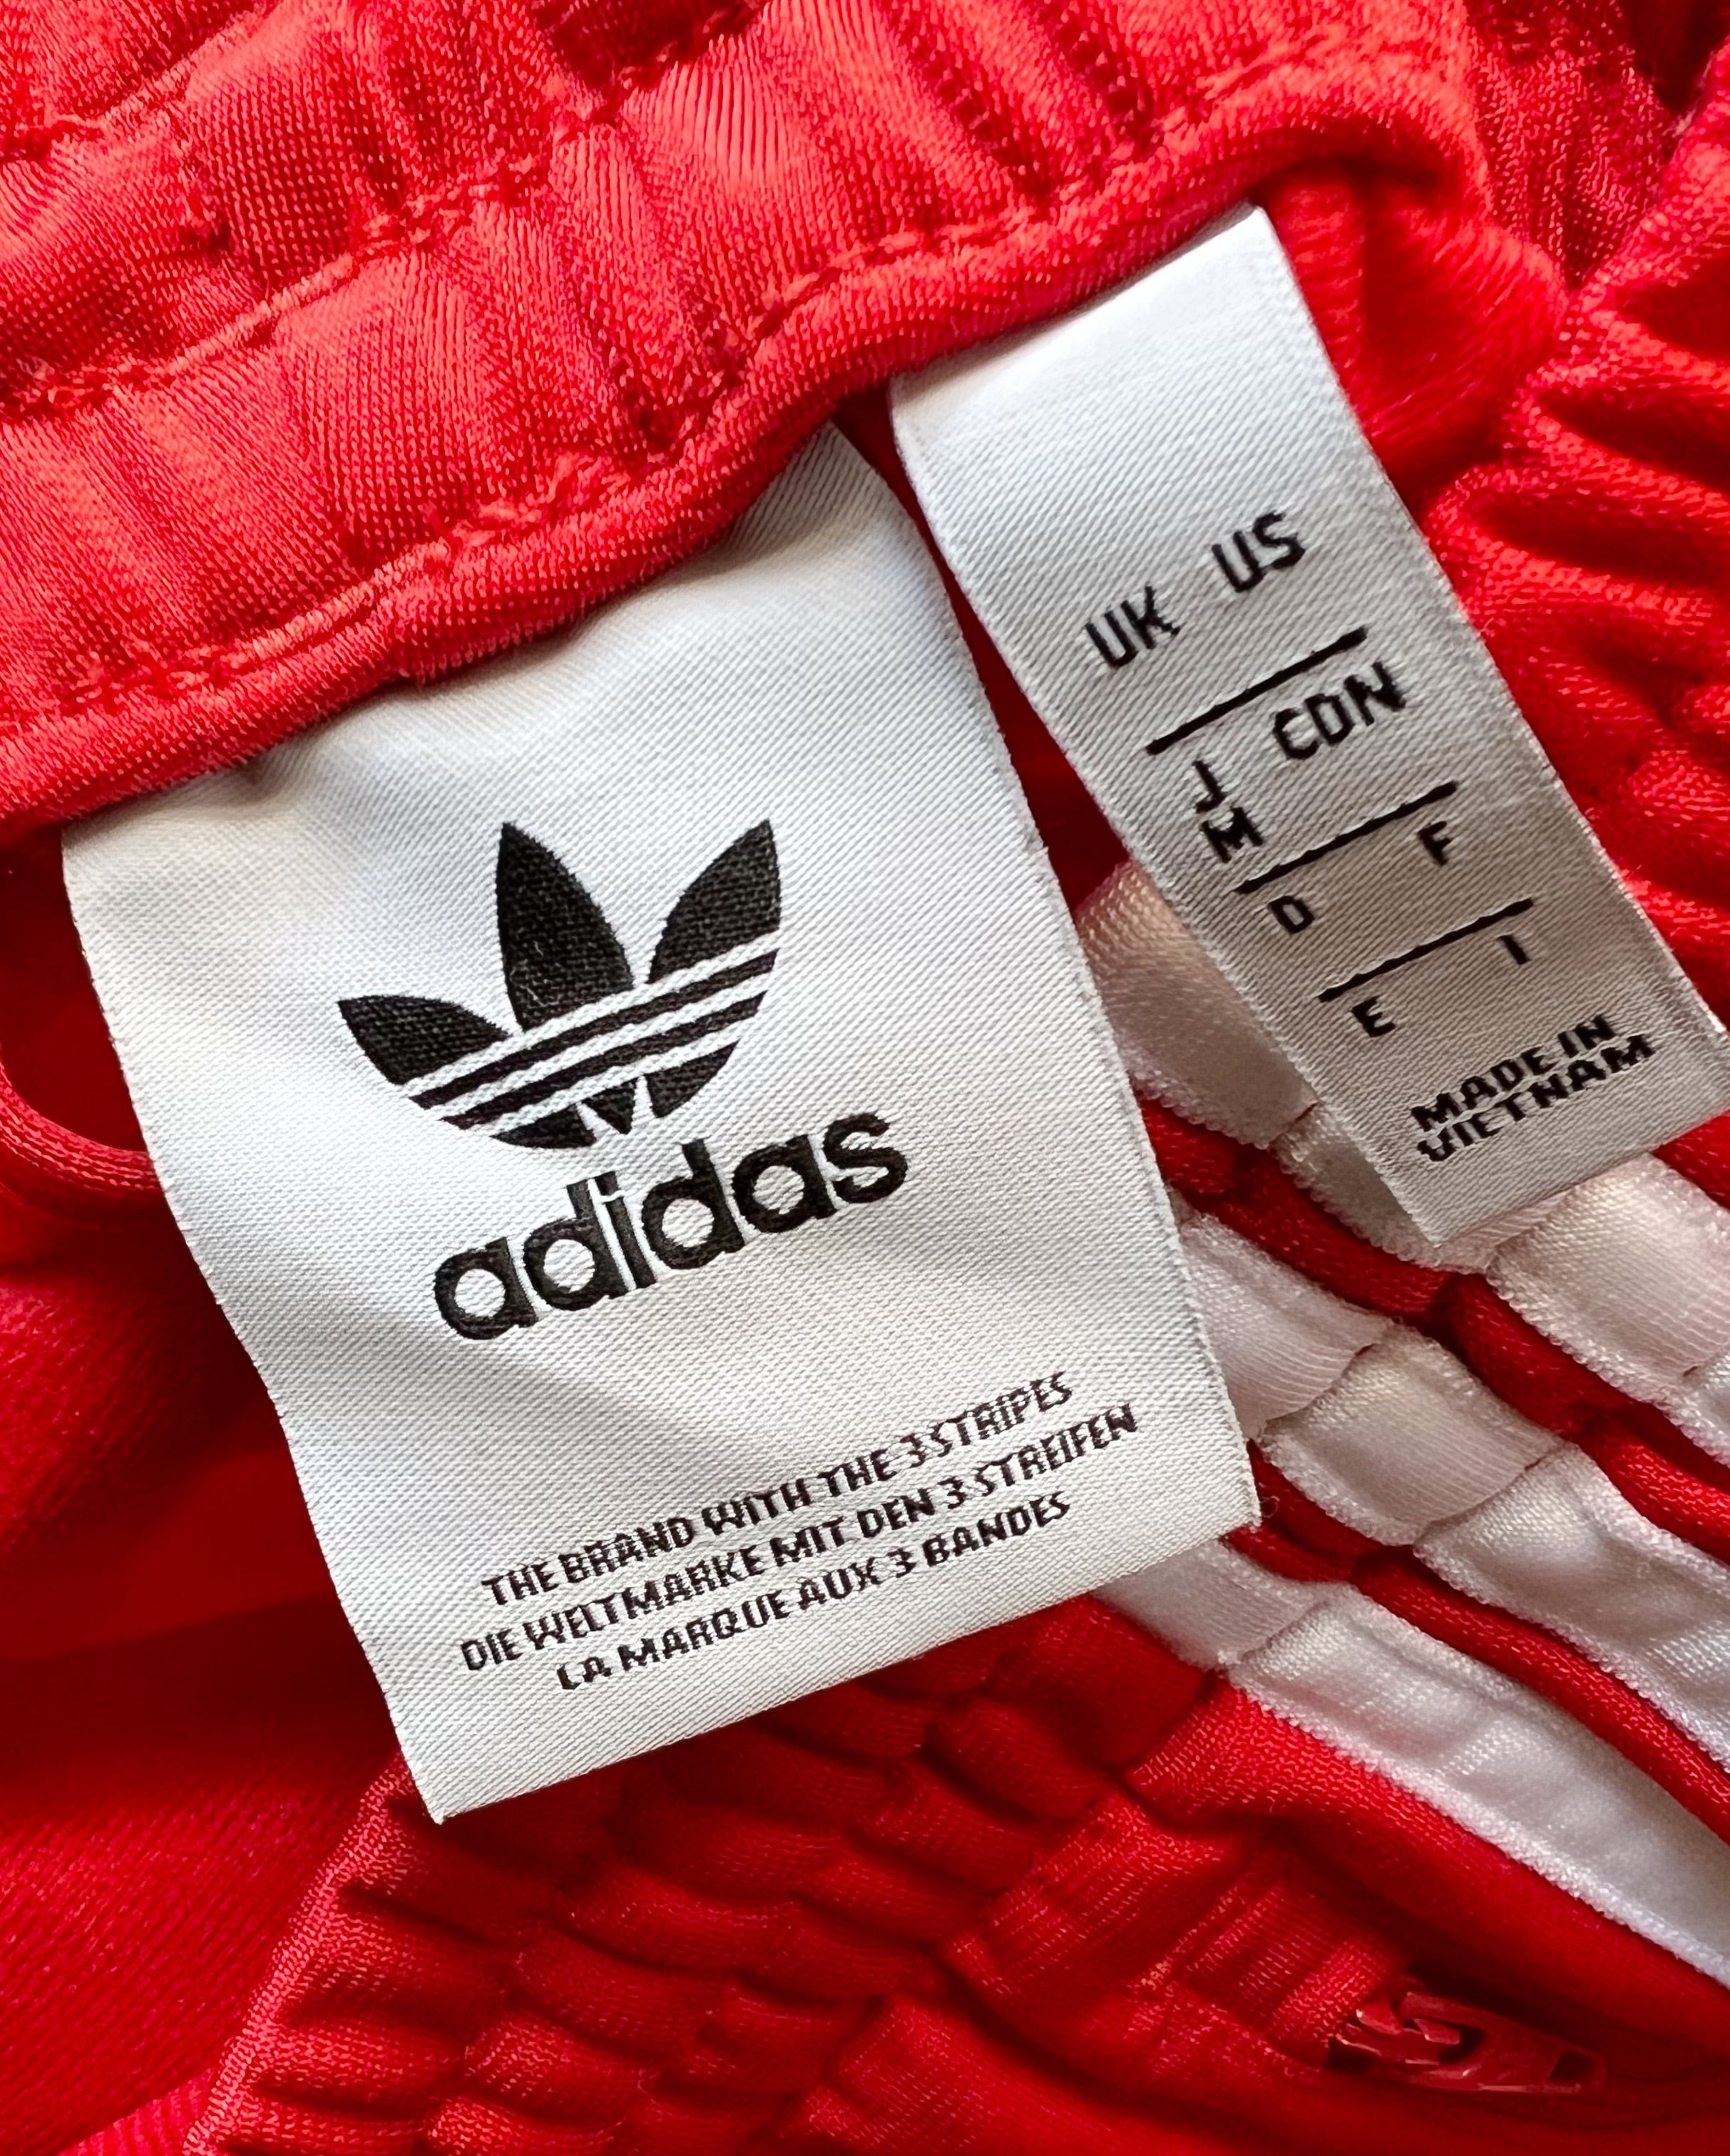 adidas
THE BRAND WITH THE 3 STRIPES
DIE WELTMARKE MIT DEN 3 STREIFEN
LA MARQUE AUX 3 BANDES
UK US
J CDN
M
D F
E I
MADE IN
VIETNAM